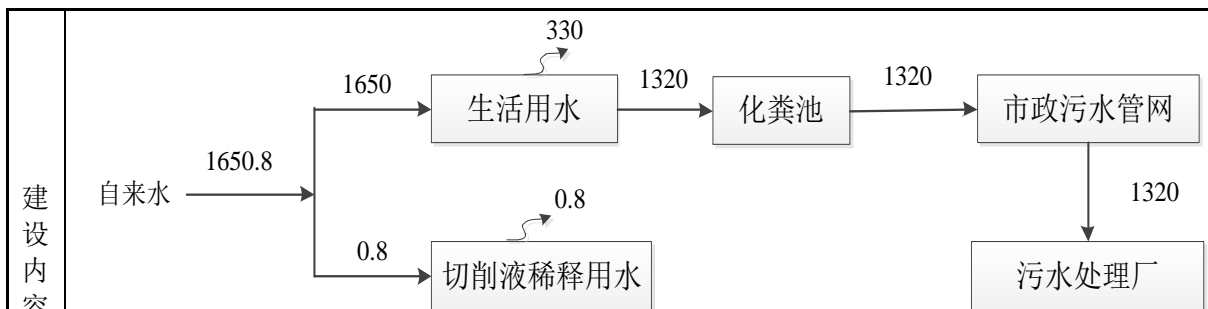 330
1650
生活用水
1320
化粪池
1320
市政污水管网
1650.8
自来水
0.8
0.8
切削液稀释用水
1320
污水处理厂
建
设
内
容